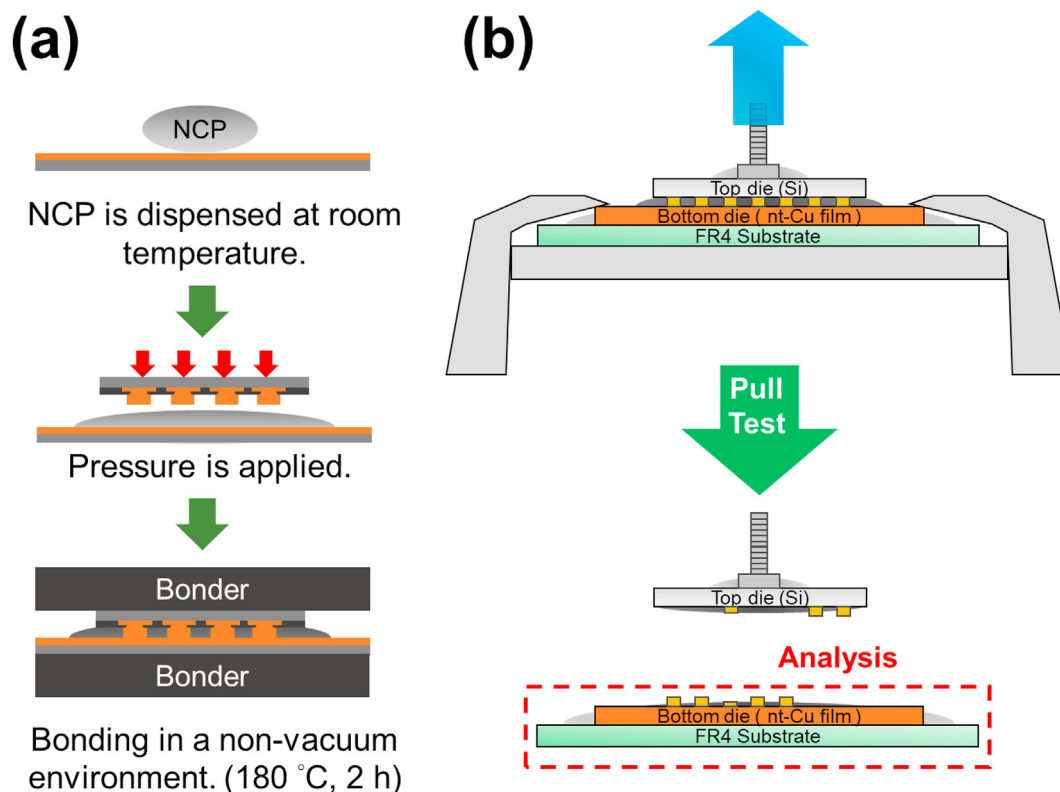 (a)
NCP
NCP is dispensed at room
temperature.
Pressure is applied.
Bonder
Bonder
Bonding in a non-vacuum
environment. (180 °C, 2 h)
(b)
Top die (Si)
Bottom die ( nt-Cu film )
FR4 Substrate
Pull
Test
Top die (Si)
Analysis
Bottom die ( nt-Cu film )
FR4 Substrate